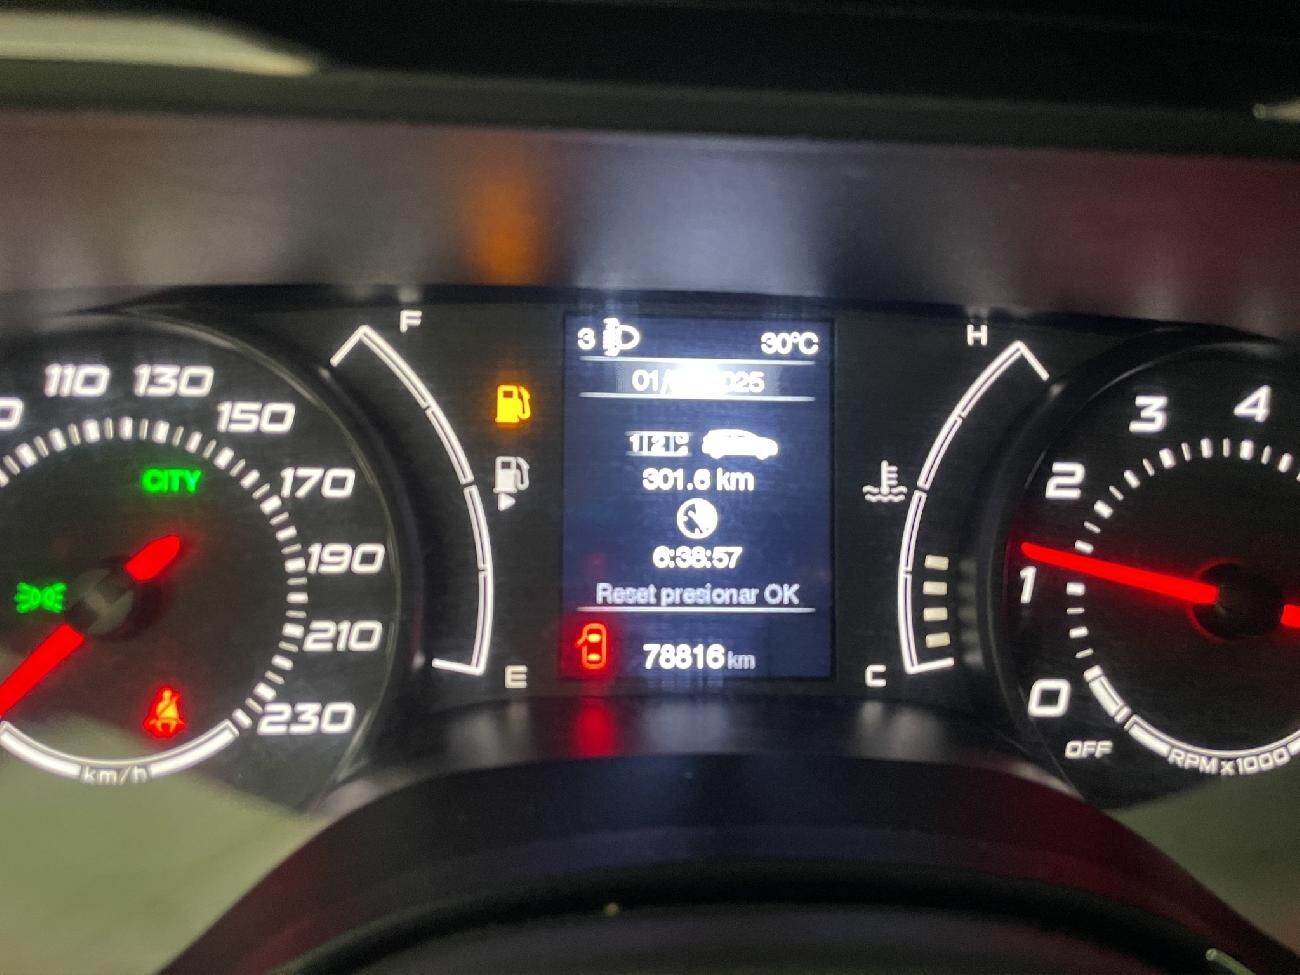 110
130
150
170
190
210
230
CITY
km/h
F
E
3
30°C
301.6 km
6:38:57
Reset presionar OK
78816 km
H
C
OFF
0
1
2
3
4
RPM x1000